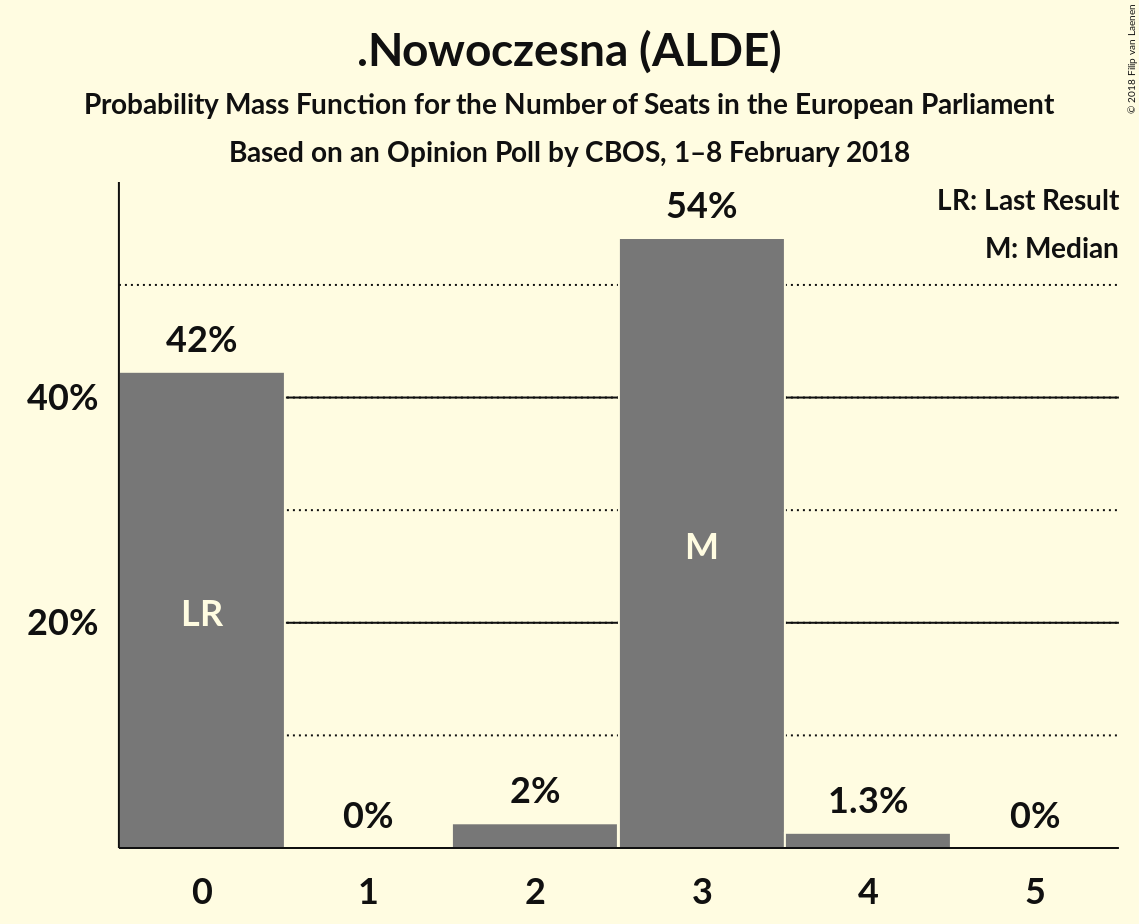 .Nowoczesna (ALDE)
Probability Mass Function for the Number of Seats in the European Parliament
Based on an Opinion Poll by CBOS, 1–8 February 2018
© 2018 Filip van Laenen
LR: Last Result
M: Median
54%
42%
40%
M
LR
20%
2%
1.3%
0%
0%
0 1 2 3 4 5